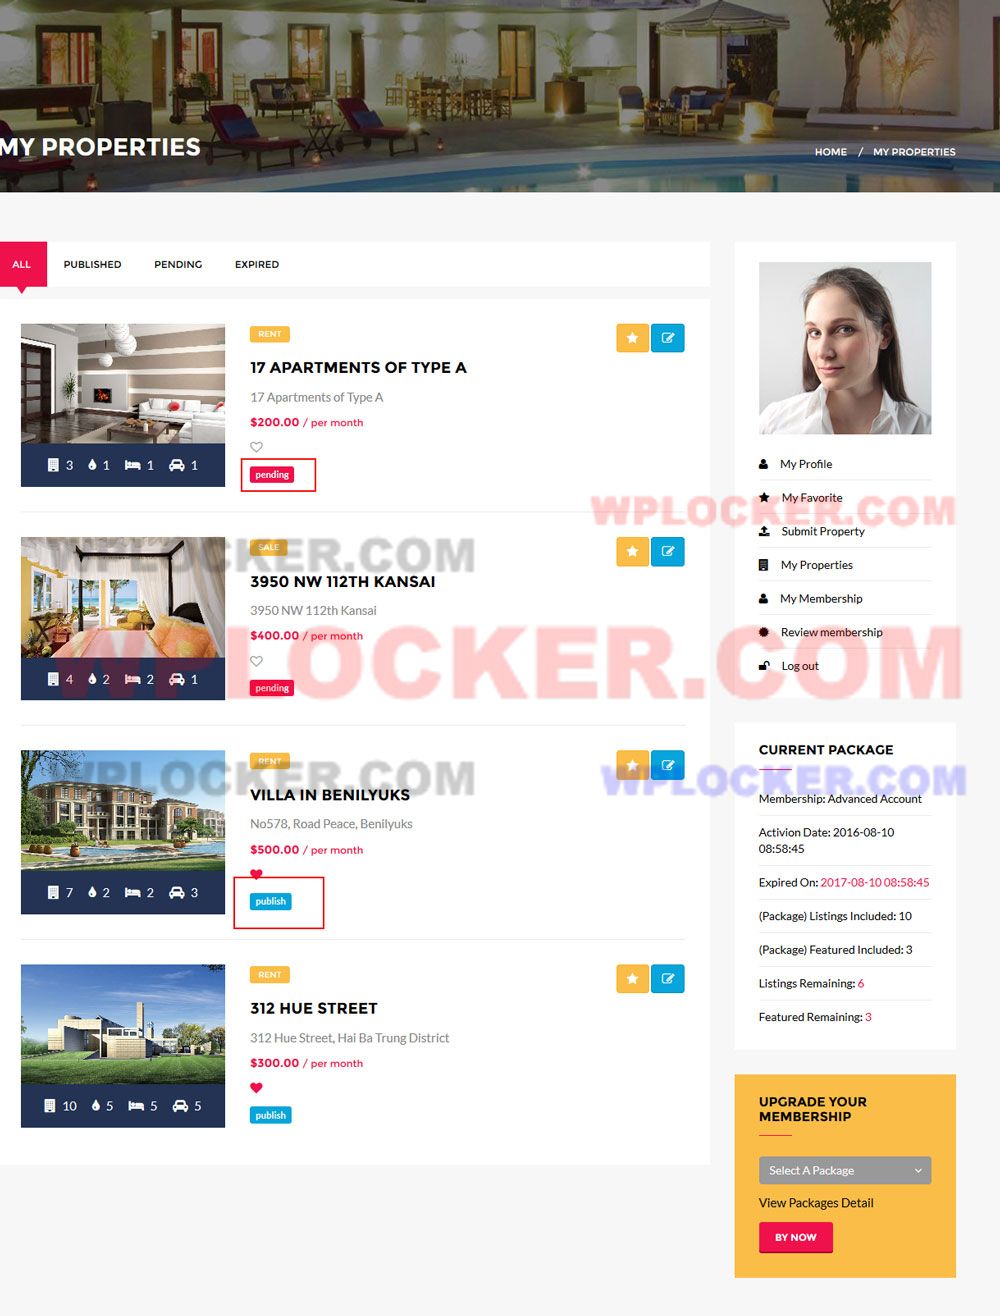 MY PROPERTIES
HOME / MY PROPERTIES
ALL PUBLISHED PENDING EXPIRED
RENT
17 APARTMENTS OF TYPE A
17 Apartments of Type A
$200.00 / per month
3 1 1 1
pending
SALE
3950 NW 112TH KANSAI
3950 NW 112th Kansai
$400.00 / per month
4 2 2 1
pending
RENT
VILLA IN BENILYUKS
No578, Road Peace, Benilyuks
$500.00 / per month
7 2 2 3
publish
RENT
312 HUE STREET
312 Hue Street, Hai Ba Trung District
$300.00 / per month
10 5 5 5
publish
My Profile
My Favorite
Submit Property
My Properties
My Membership
Review membership
Log out
CURRENT PACKAGE
Membership: Advanced Account
Activion Date: 2016-08-10
08:58:45
Expired On: 2017-08-10 08:58:45
(Package) Listings Included: 10
(Package) Featured Included: 3
Listings Remaining: 6
Featured Remaining: 3
UPGRADE YOUR
MEMBERSHIP
Select A Package
View Packages Detail
BY NOW
WPLOCKER.COM
WPLOCKER.COM
WPLOCKER.COM
WPLOCKER.COM
WPLOCKER.COM